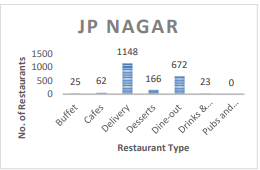 JP NAGAR
1148
1500
1000
500
0
25
62
166
672
23
0
Buffet
Cafes
Delivery
Desserts
Dine-out
Drinks &...
Pubs and...
No. of Restaurants
Restaurant Type